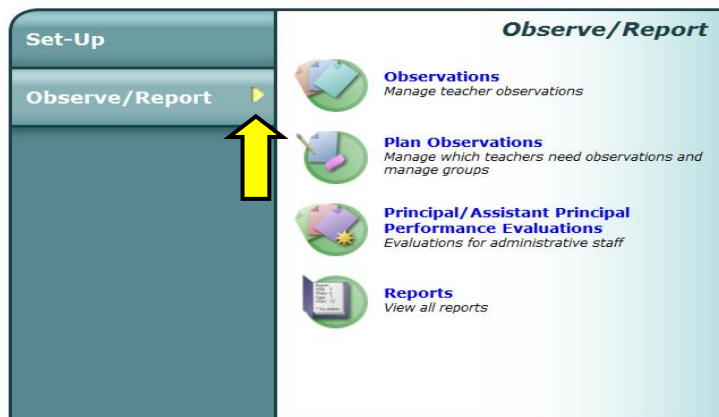 Set-Up
Observe/Report
Observe/Report
Observations
Manage teacher observations
Plan Observations
Manage which teachers need observations and
manage groups
Principal/Assistant Principal
Performance Evaluations
Evaluations for administrative staff
Reports
View all reports